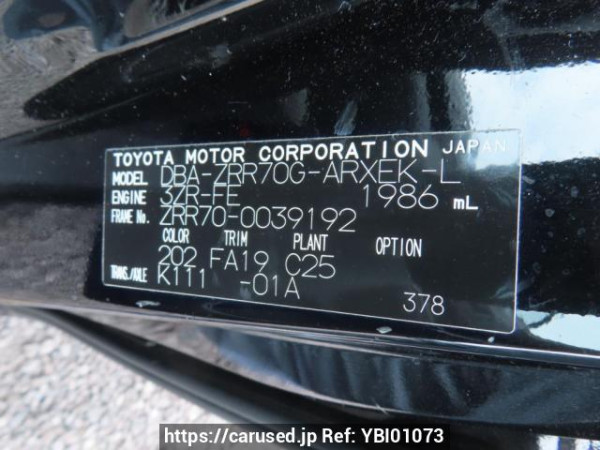 TOYOTA MOTOR CORPORATION JAPAN
MODEL DBA-ZRR70G-ARXEK-L
ENGINE 3ZR-FE 1986 mL
FRAME No. ZRR70-0039192
COLOR TRIM PLANT OPTION
202 FA19 C25
TRANS./AXLE K111 -01A
378
https://carused.jp Ref: YBI01073